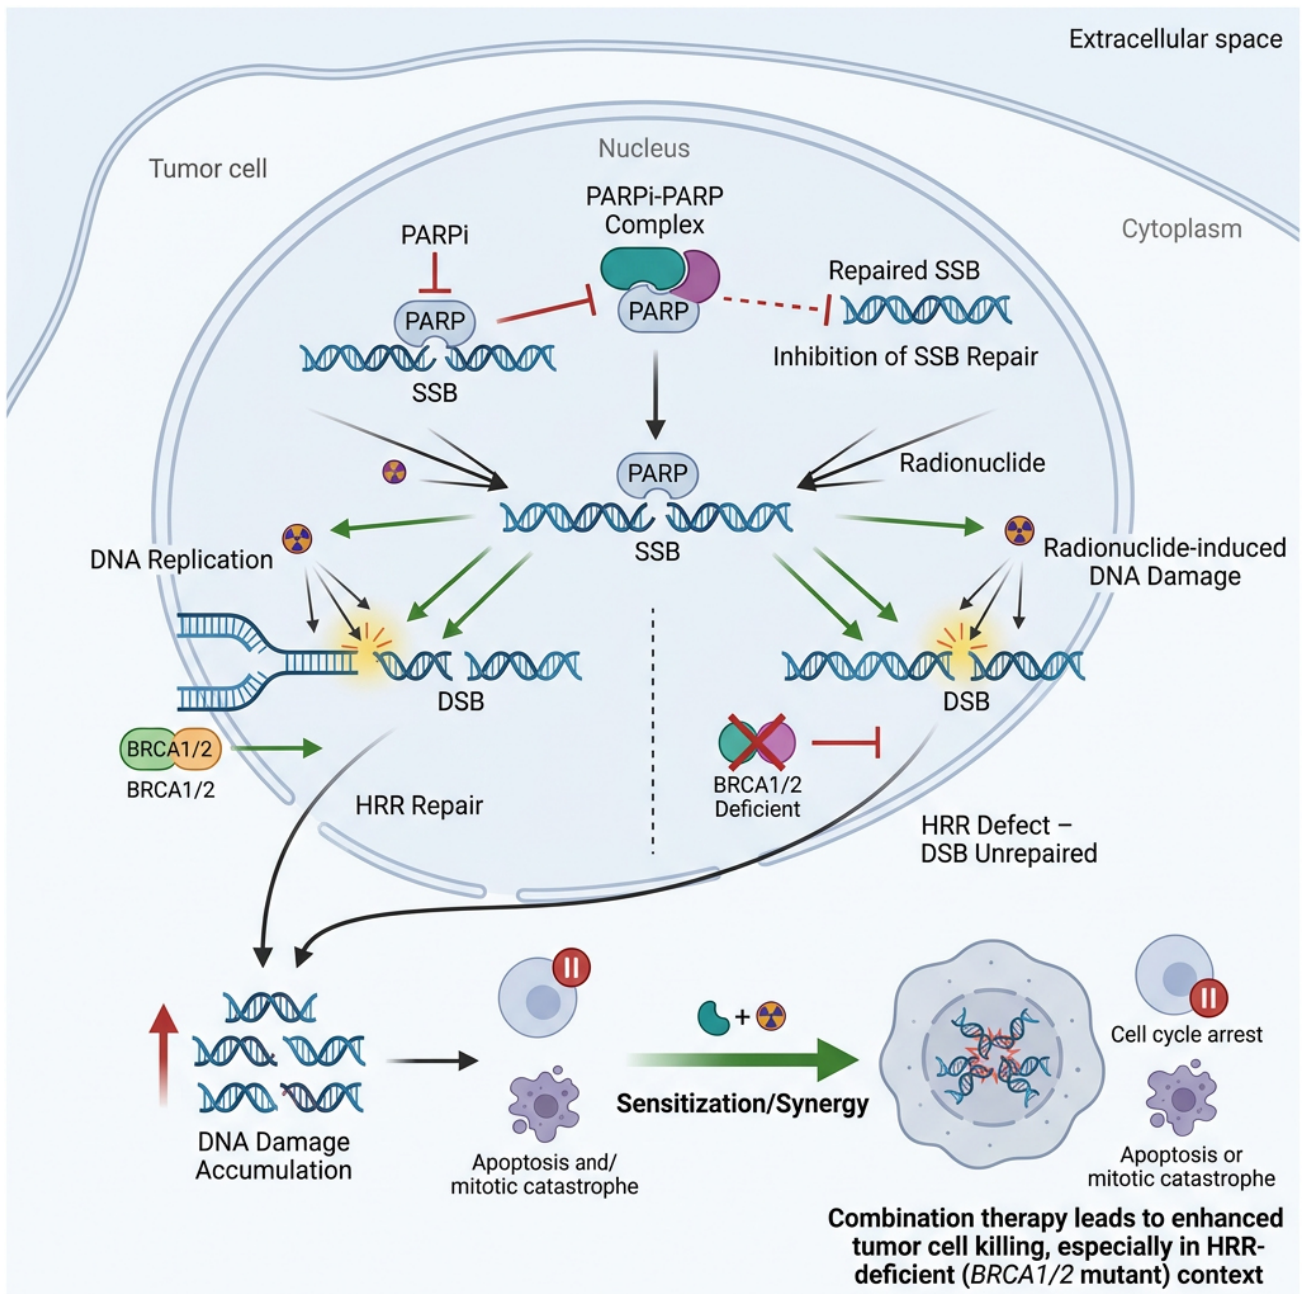 Extracellular space
Tumor cell
Nucleus
Cytoplasm
PARPi-PARP
Complex
PARPi
PARP
SSB
PARP
Repaired SSB
Inhibition of SSB Repair
Radionuclide
PARP
SSB
DNA Replication
Radionuclide-induced
DNA Damage
DSB
DSB
BRCA1/2
BRCA1/2
HRR Repair
BRCA1/2
Deficient
HRR Defect –
DSB Unrepaired
DNA Damage
Accumulation
Apoptosis and/
mitotic catastrophe
+
Sensitization/Synergy
Cell cycle arrest
Apoptosis or
mitotic catastrophe
Combination therapy leads to enhanced
tumor cell killing, especially in HRR-
deficient (BRCA1/2 mutant) context